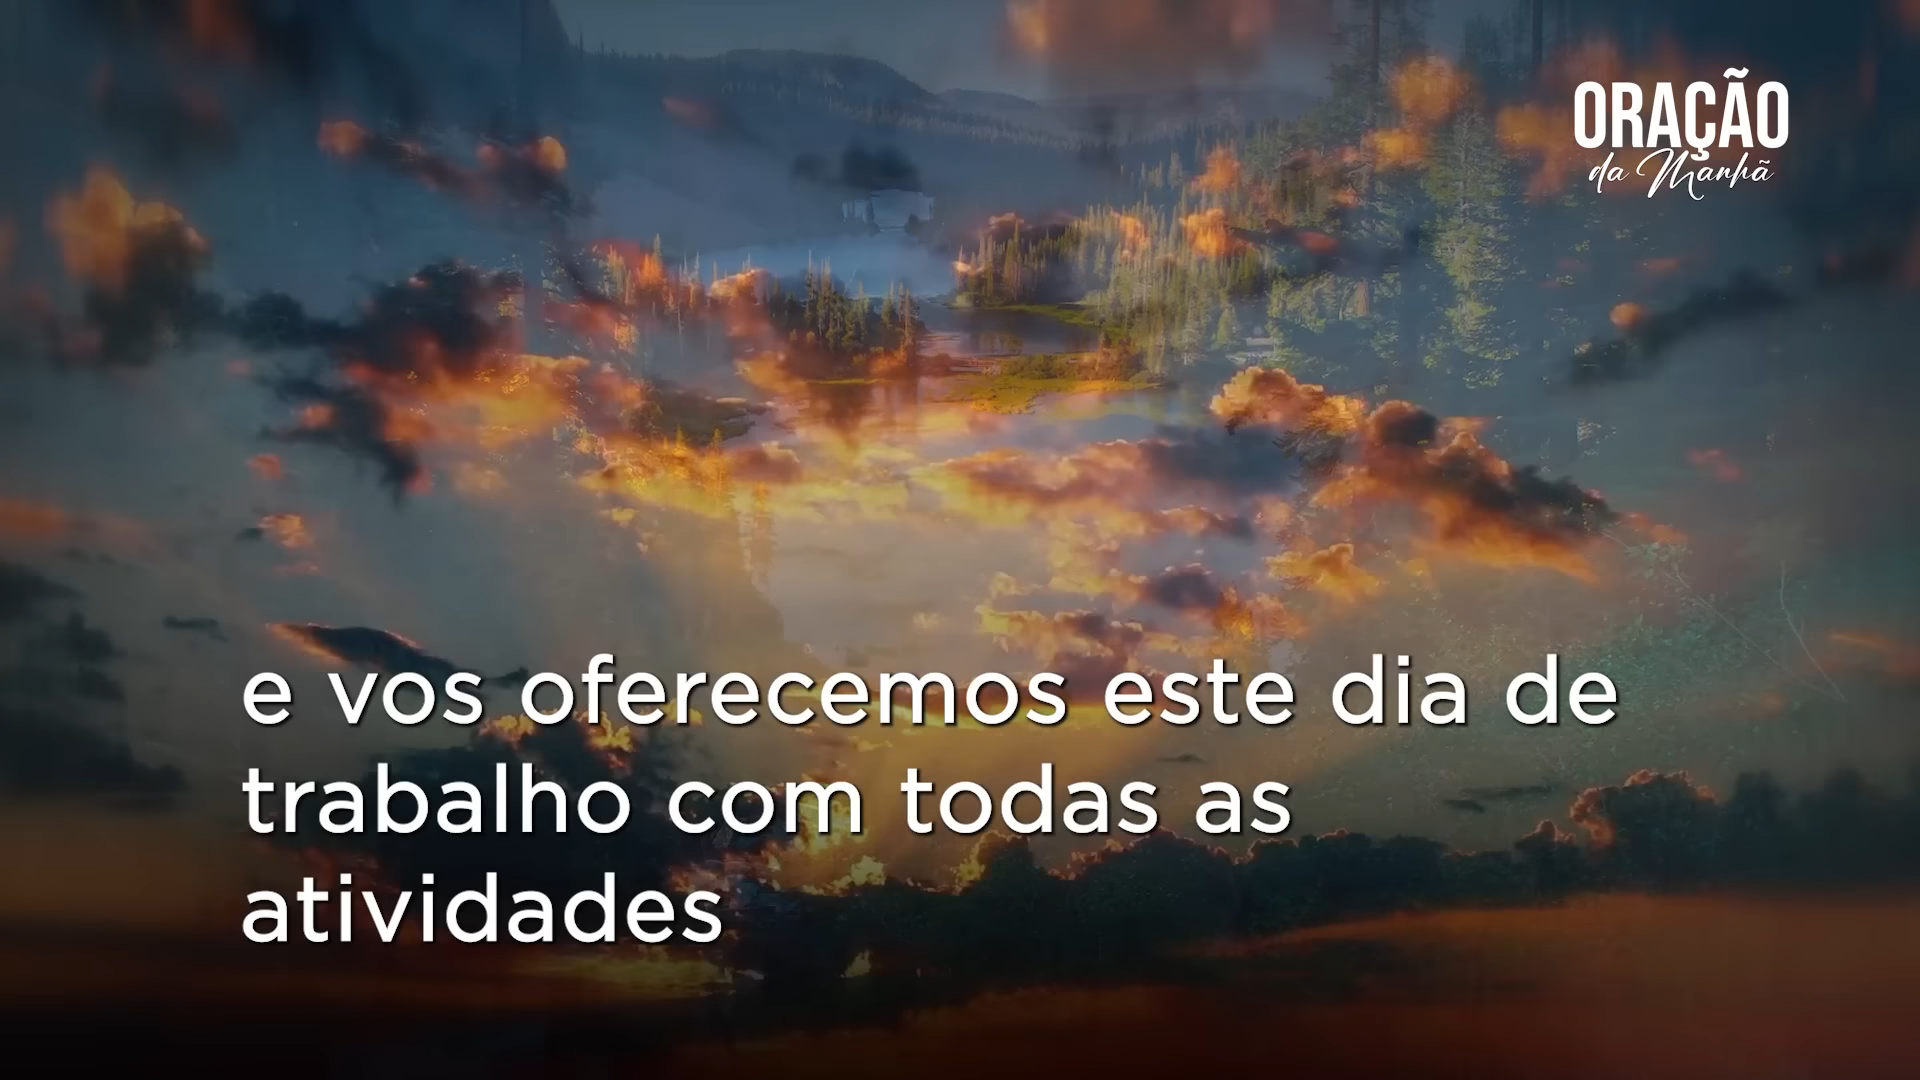 ORAÇÃO
da Manhã
e vos oferecemos este dia de
trabalho com todas as
atividades